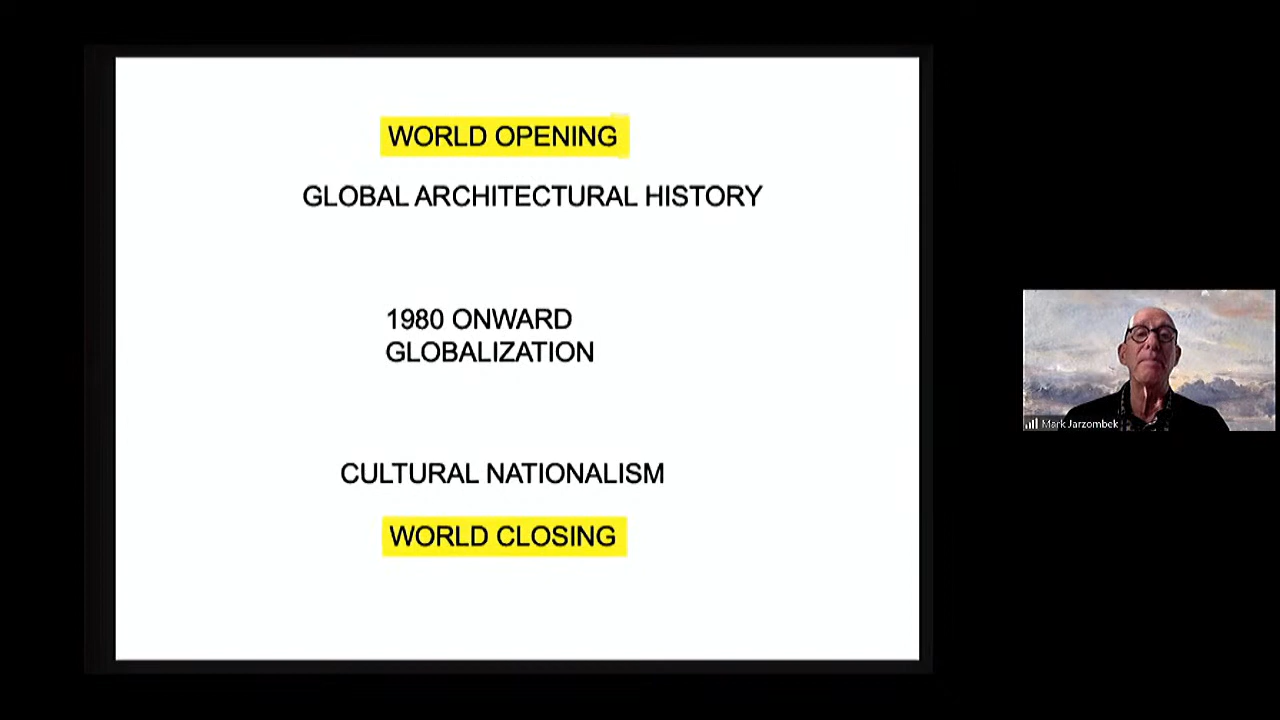 WORLD OPENING
GLOBAL ARCHITECTURAL HISTORY
1980 ONWARD
GLOBALIZATION
CULTURAL NATIONALISM
WORLD CLOSING
Mark Jarzombek